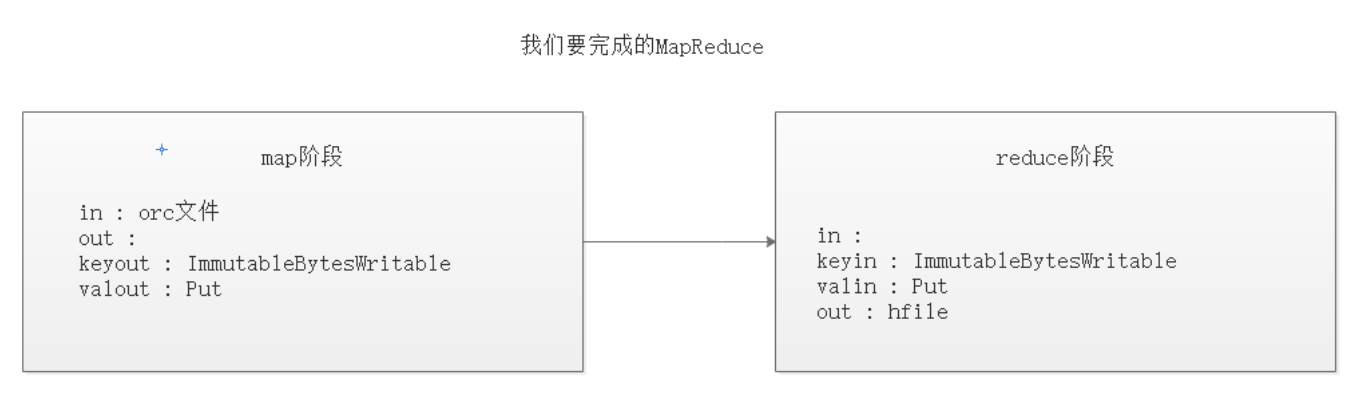 我们要完成的MapReduce
map阶段
in : orc文件
out :
keyout : ImmutableBytesWritable
valout : Put
reduce阶段
in :
keyin : ImmutableBytesWritable
valin : Put
out : hfile